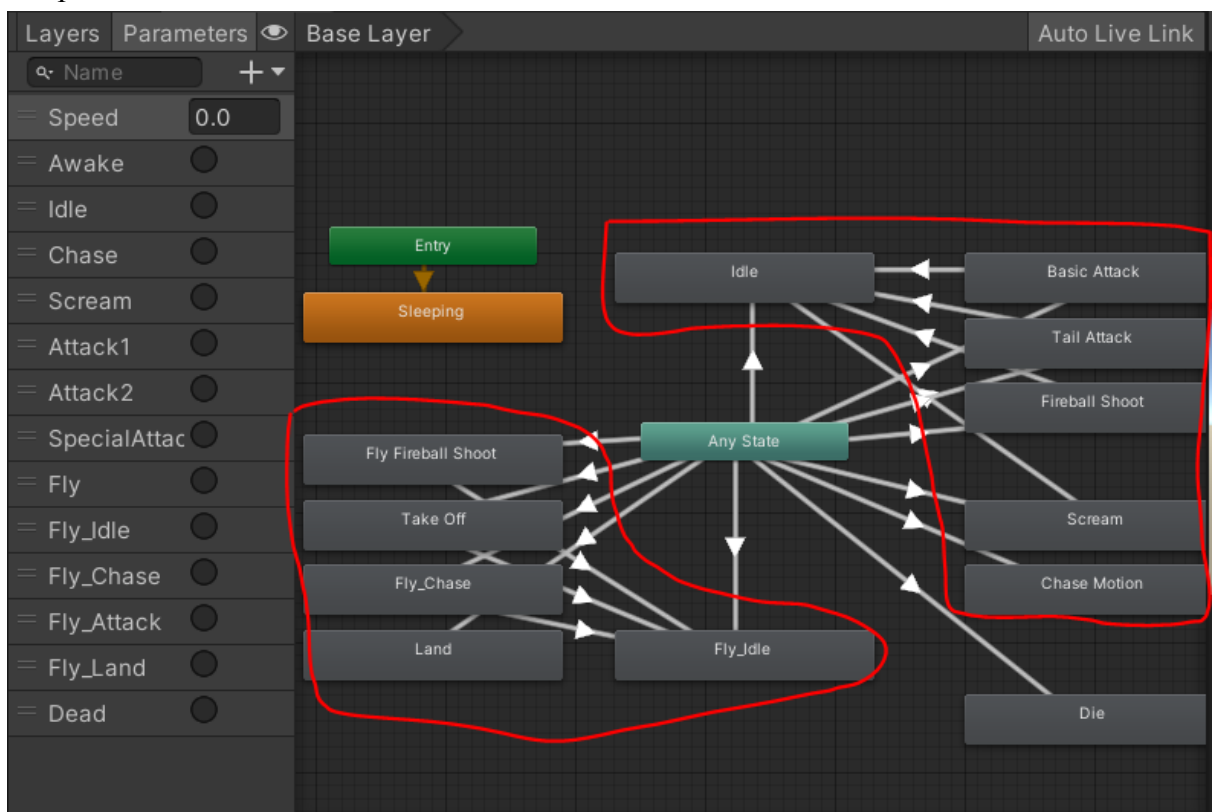 Layers Parameters Base Layer Auto Live Link
Name
Speed 0.0
Awake
Idle
Chase
Scream
Attack1
Attack2
SpecialAttac
Fly
Fly_Idle
Fly_Chase
Fly_Attack
Fly_Land
Dead
Entry
Sleeping
Idle
Basic Attack
Tail Attack
Fireball Shoot
Any State
Fly Fireball Shoot
Take Off
Fly_Chase
Land
Fly_Idle
Scream
Chase Motion
Die